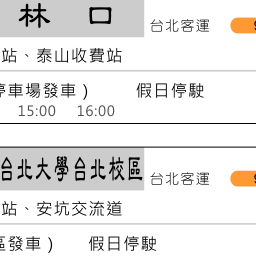 林口 台北客運
站、泰山收費站
停車場發車） 假日停駛
15:00 16:00
台北大學台北校區 台北客運
站、安坑交流道
區發車） 假日停駛